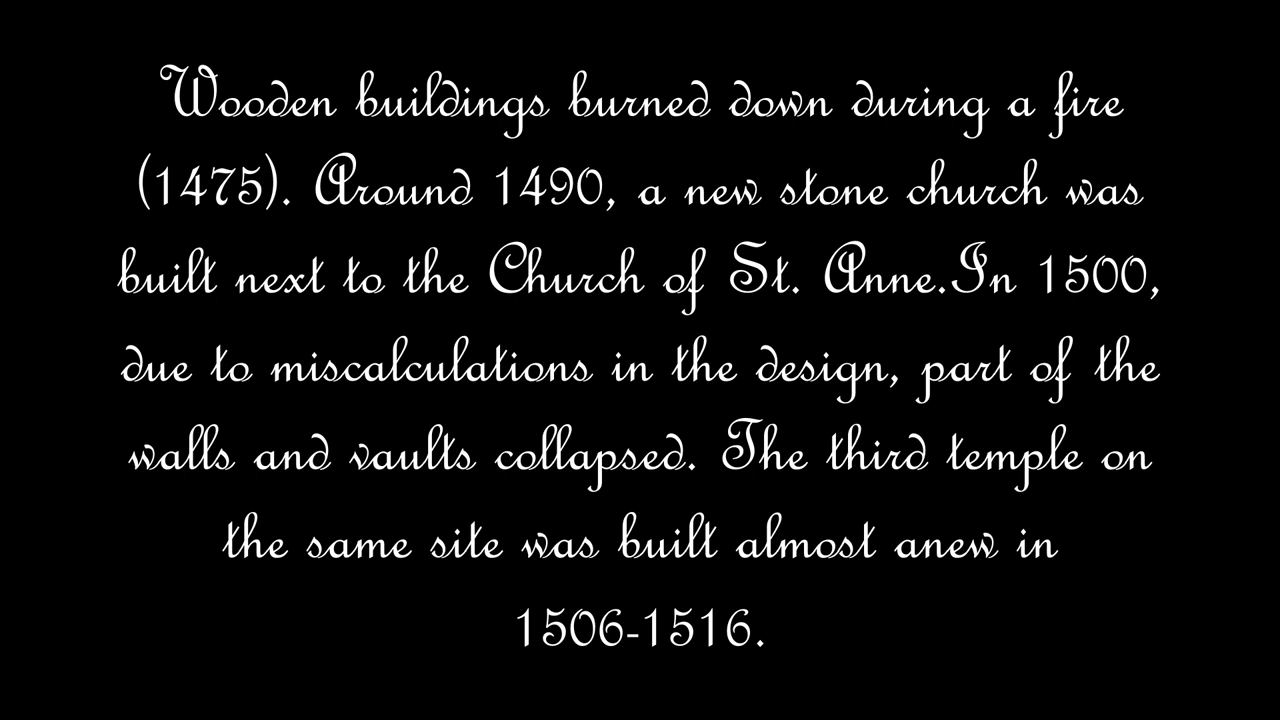 Wooden buildings burned down during a fire
(1475). Around 1490, a new stone church was
built next to the Church of St. Anne.In 1500,
due to miscalculations in the design, part of the
walls and vaults collapsed. The third temple on
the same site was built almost anew in
1506-1516.